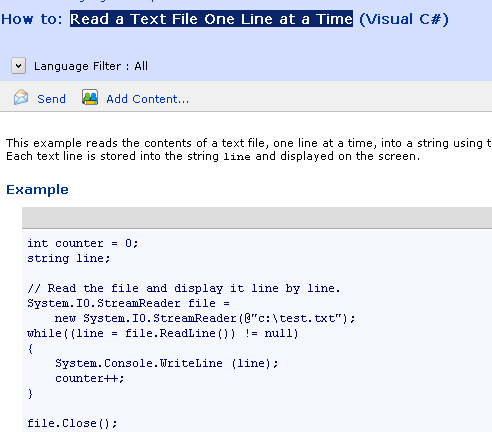 How to: Read a Text File One Line at a Time (Visual C#)
Language Filter : All
Send Add Content...
This example reads the contents of a text file, one line at a time, into a string using
Each text line is stored into the string line and displayed on the screen.
Example
int counter = 0;
string line;
// Read the file and display it line by line.
System.IO.StreamReader file =
new System.IO.StreamReader(@"c:\test.txt");
while((line = file.ReadLine()) != null)
{
System.Console.WriteLine (line);
counter++;
}
file.Close();